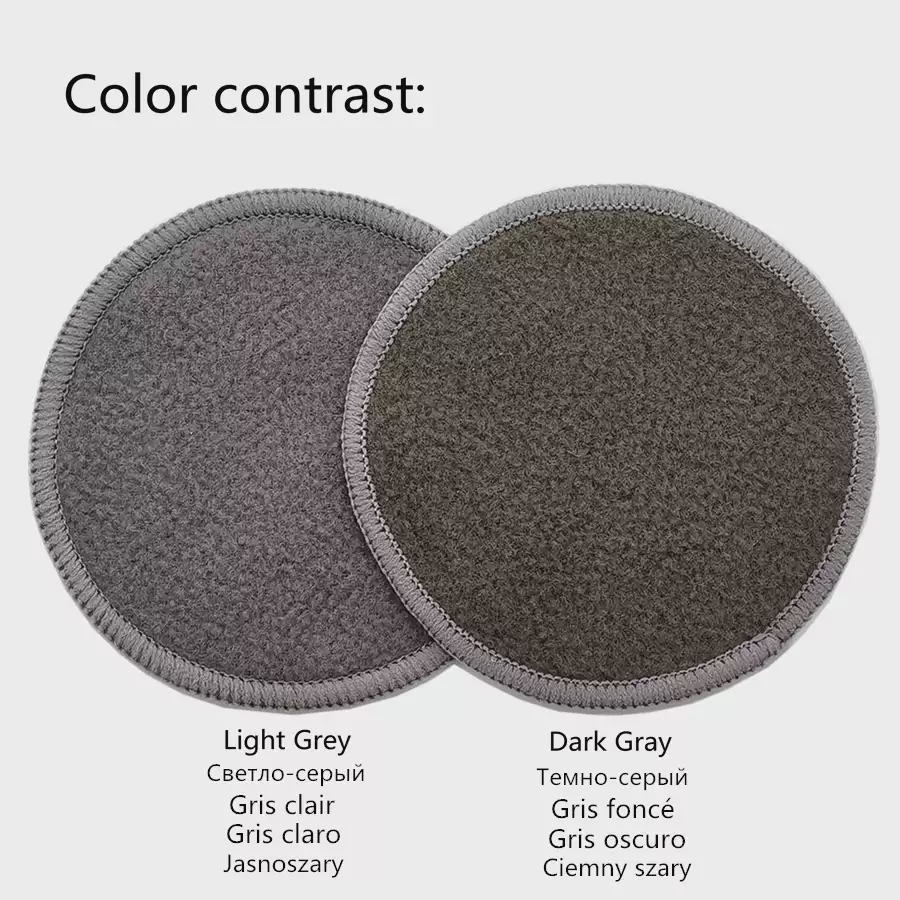 Color contrast:
Light Grey
Светло-серый
Gris clair
Gris claro
Jasnoszary
Dark Gray
Темно-серый
Gris foncé
Gris oscuro
Ciemny szary